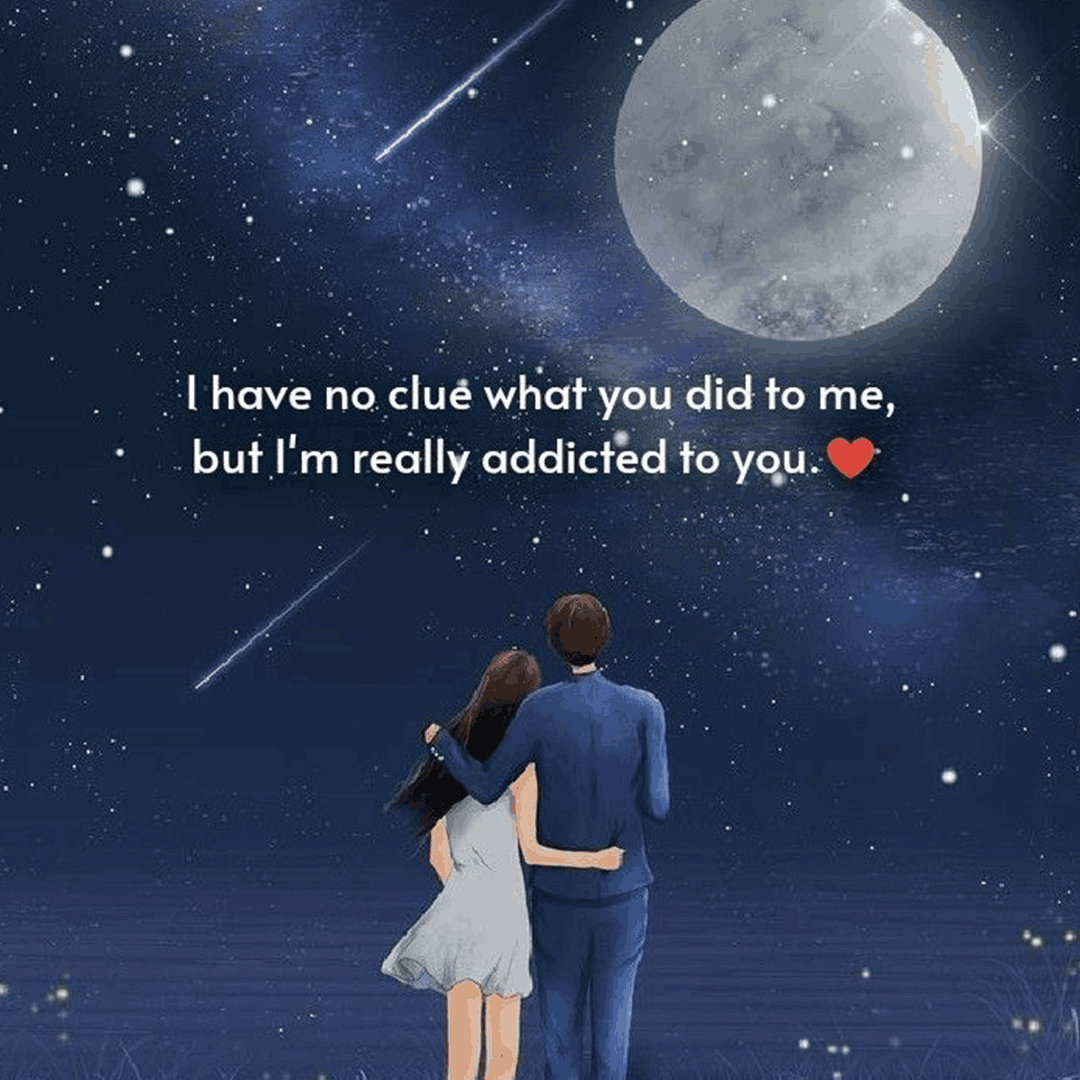 I have no clue what you did to me,
but I'm really addicted to you.❤️